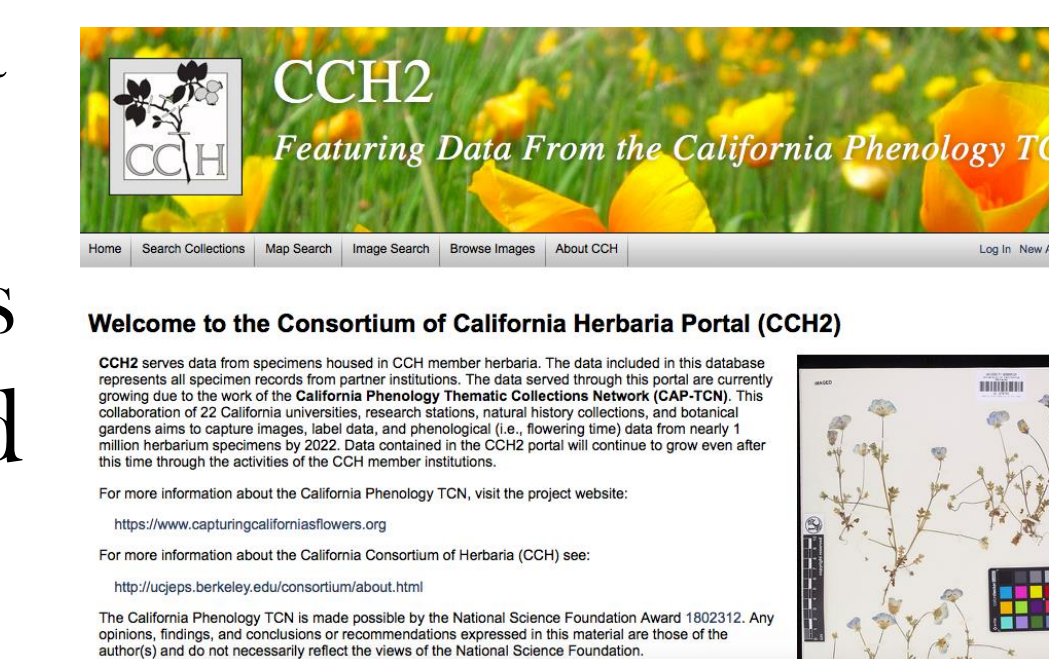 s
d
CCH2
CCH
Featuring Data From the California Phenology
Home Search Collections Map Search Image Search Browse Images About CCH Log In New
Welcome to the Consortium of California Herbaria Portal (CCH2)
CCH2 serves data from specimens housed in CCH member herbaria. The data included in this database
represents all specimen records from partner institutions. The data served through this portal are currently
growing due to the work of the California Phenology Thematic Collections Network (CAP-TCN). This
collaboration of 22 California universities, research stations, natural history collections, and botanical
gardens aims to capture images, label data, and phenological (i.e., flowering time) data from nearly 1
million herbarium specimens by 2022. Data contained in the CCH2 portal will continue to grow even after
this time through the activities of the CCH member institutions.
For more information about the California Phenology TCN, visit the project website:
https://www.capturingcaliforniasflowers.org
For more information about the California Consortium of Herbaria (CCH) see:
http://ucjeps.berkeley.edu/consortium/about.html
The California Phenology TCN is made possible by the National Science Foundation Award 1802312. Any
opinions, findings, and conclusions or recommendations expressed in this material are those of the
author(s) and do not necessarily reflect the views of the National Science Foundation.
IMAGED